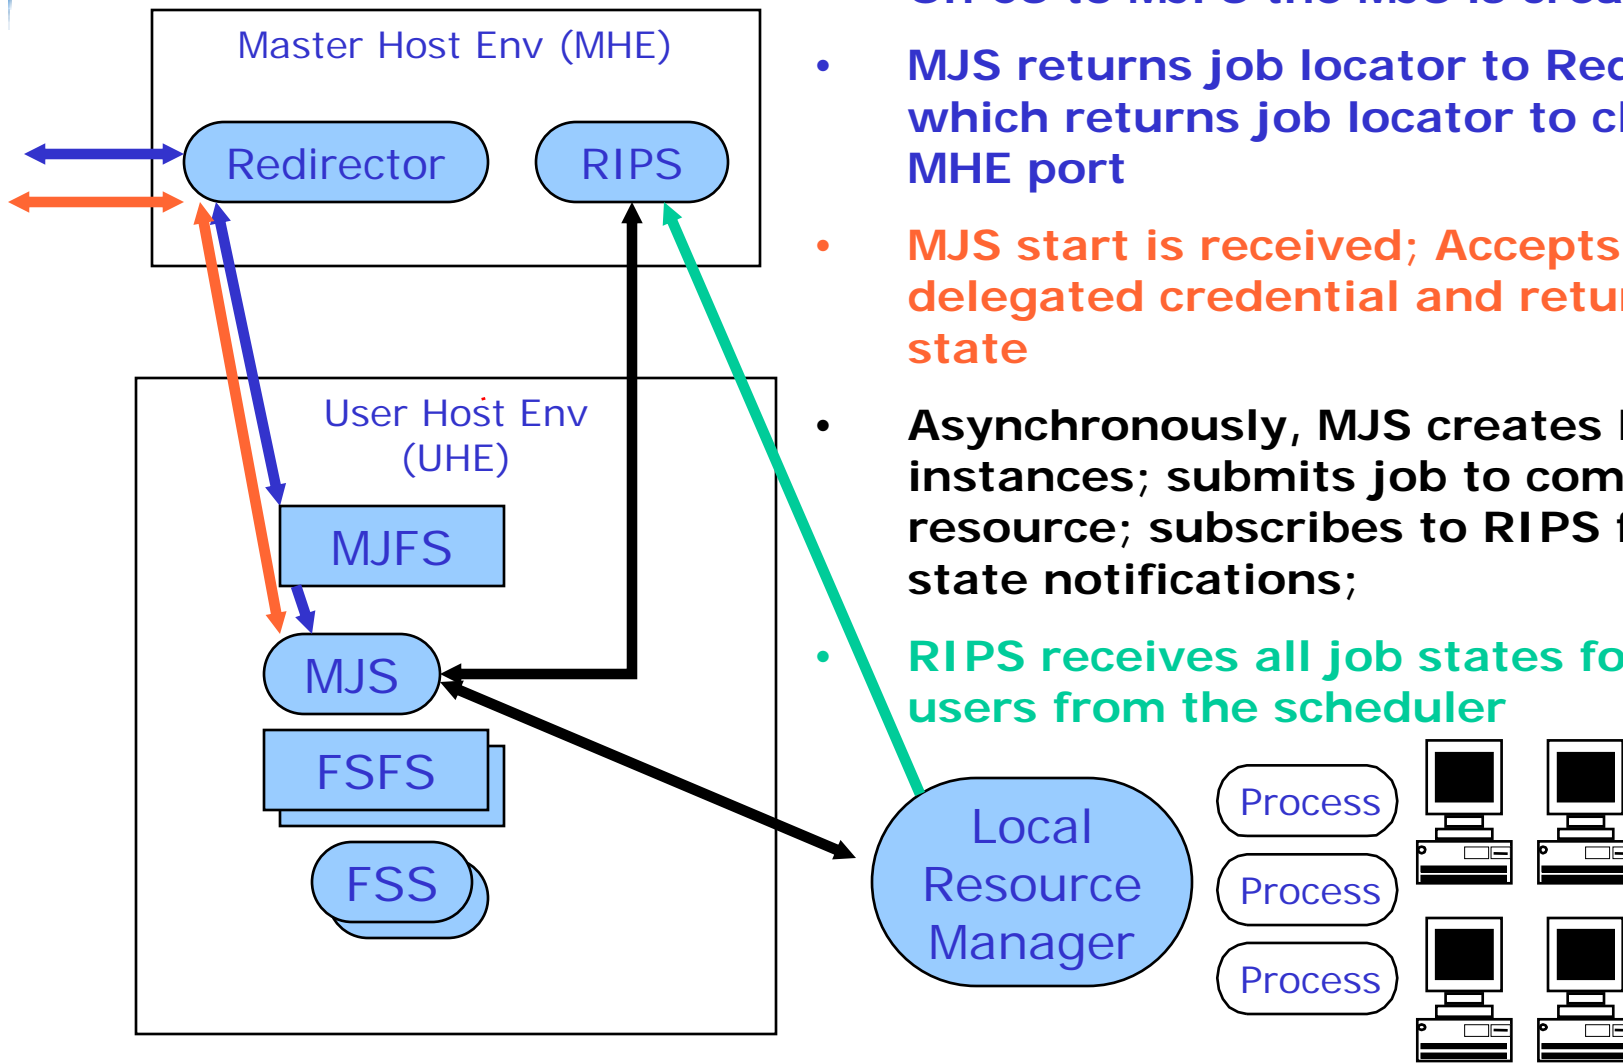 Master Host Env (MHE)
Redirector
RIPS
User Host Env
(UHE)
MJFS
MJS
FSFS
FSS
Local
Resource
Manager
Process
Process
Process
• MJS returns job locator to
which returns job locator to
MHE port
• MJS start is received; Accepts
delegated credential and
state
• Asynchronously, MJS creates
instances; submits job to
resource; subscribes to RIPS
state notifications;
• RIPS receives all job states
users from the scheduler